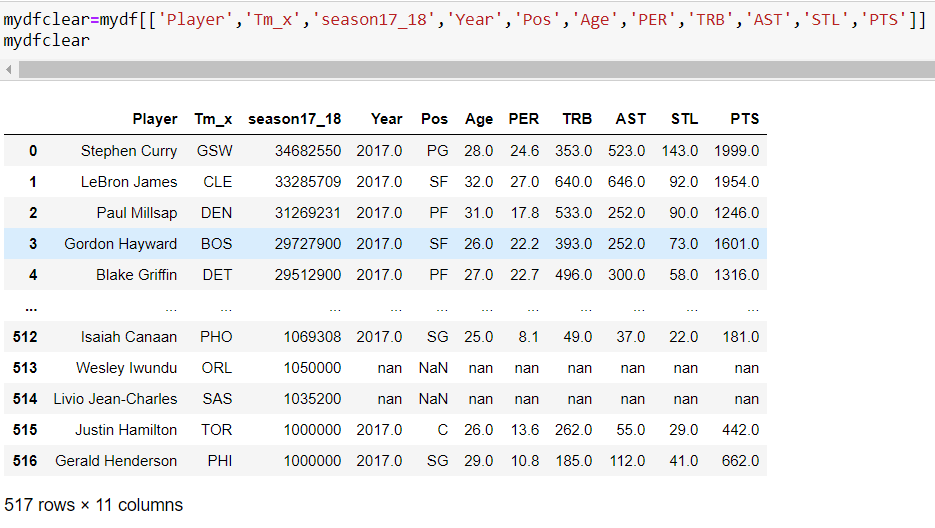 mydfclear=mydf[['Player','Tm_x','season17_18','Year','Pos','Age','PER','TRB','AST','STL','PTS']]
mydfclear
Player Tm_x season17_18 Year Pos Age PER TRB AST STL PTS
0 Stephen Curry GSW 34682550 2017.0 PG 28.0 24.6 353.0 523.0 143.0 1999.0
1 LeBron James CLE 33285709 2017.0 SF 32.0 27.0 640.0 646.0 92.0 1954.0
2 Paul Millsap DEN 31269231 2017.0 PF 31.0 17.8 533.0 252.0 90.0 1246.0
3 Gordon Hayward BOS 29727900 2017.0 SF 26.0 22.2 393.0 252.0 73.0 1601.0
4 Blake Griffin DET 29512900 2017.0 PF 27.0 22.7 496.0 300.0 58.0 1316.0
... ... ... ... ... ... ... ... ... ... ... ...
512 Isaiah Canaan PHO 1069308 2017.0 SG 25.0 8.1 49.0 37.0 22.0 181.0
513 Wesley Iwundu ORL 1050000 nan NaN nan nan nan nan nan nan
514 Livio Jean-Charles SAS 1035200 nan NaN nan nan nan nan nan nan
515 Justin Hamilton TOR 1000000 2017.0 C 26.0 13.6 262.0 55.0 29.0 442.0
516 Gerald Henderson PHI 1000000 2017.0 SG 29.0 10.8 185.0 112.0 41.0 662.0
517 rows × 11 columns